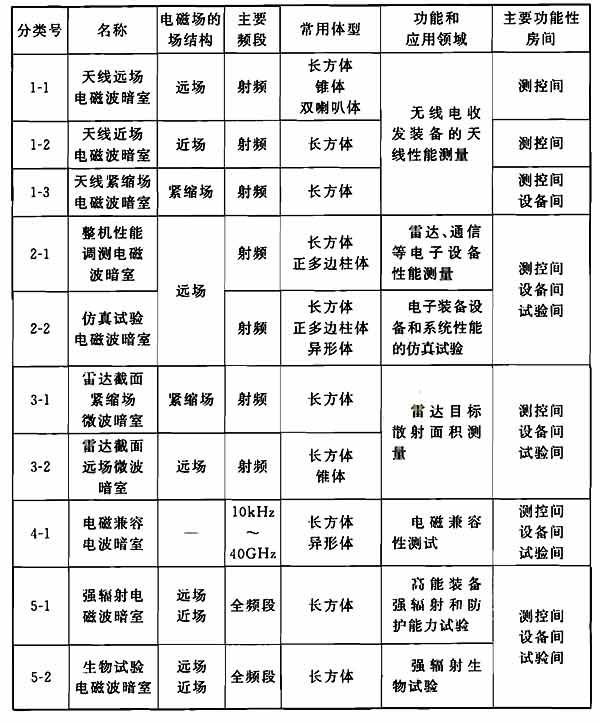 分类号 名称 电磁场的场结构 主要频段 常用体型 功能和应用领域 主要功能性房间
1-1 天线远场电磁波暗室 远场 射频 长方体 锥体 双喇叭体 无线电收发装备的天线性能测量 测控间
1-2 天线近场电磁波暗室 近场 射频 长方体 测控间
1-3 天线紧缩场电磁波暗室 紧缩场 射频 长方体 测控间 设备间
2-1 整机性能调测电磁波暗室 远场 射频 长方体 正多边柱体 雷达、通信等电子设备性能测量 测控间 设备间 试验间
2-2 仿真试验电磁波暗室 射频 长方体 正多边柱体 异形体 电子装备设备和系统性能的仿真试验
3-1 雷达截面紧缩场微波暗室 紧缩场 射频 长方体 雷达目标散射面积测量 测控间 设备间 试验间
3-2 雷达截面远场微波暗室 远场 射频 长方体 锥体
4-1 电磁兼容电波暗室 — 10kHz～40GHz 长方体 异形体 电磁兼容性测试 测控间 设备间 试验间
5-1 强辐射电磁波暗室 远场 近场 全频段 长方体 高能装备强辐射和防护能力试验 测控间 设备间 试验间
5-2 生物试验电磁波暗室 远场 近场 全频段 长方体 强辐射生物试验